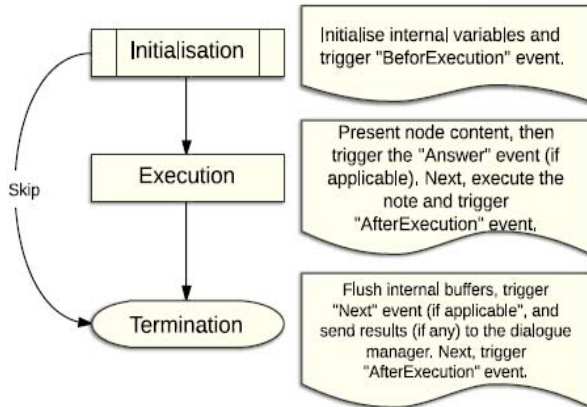 Initialisation
Initialise internal variables and
trigger "BeforExecution" event.
Skip
Execution
Present node content, then
trigger the "Answer" event (if
applicable). Next, execute the
note and trigger
"AfterExecution" event.
Termination
Flush internal buffers, trigger
"Next" event (if applicable", and
send results (if any) to the dialogue
manager. Next, trigger
"AfterExecution" event.